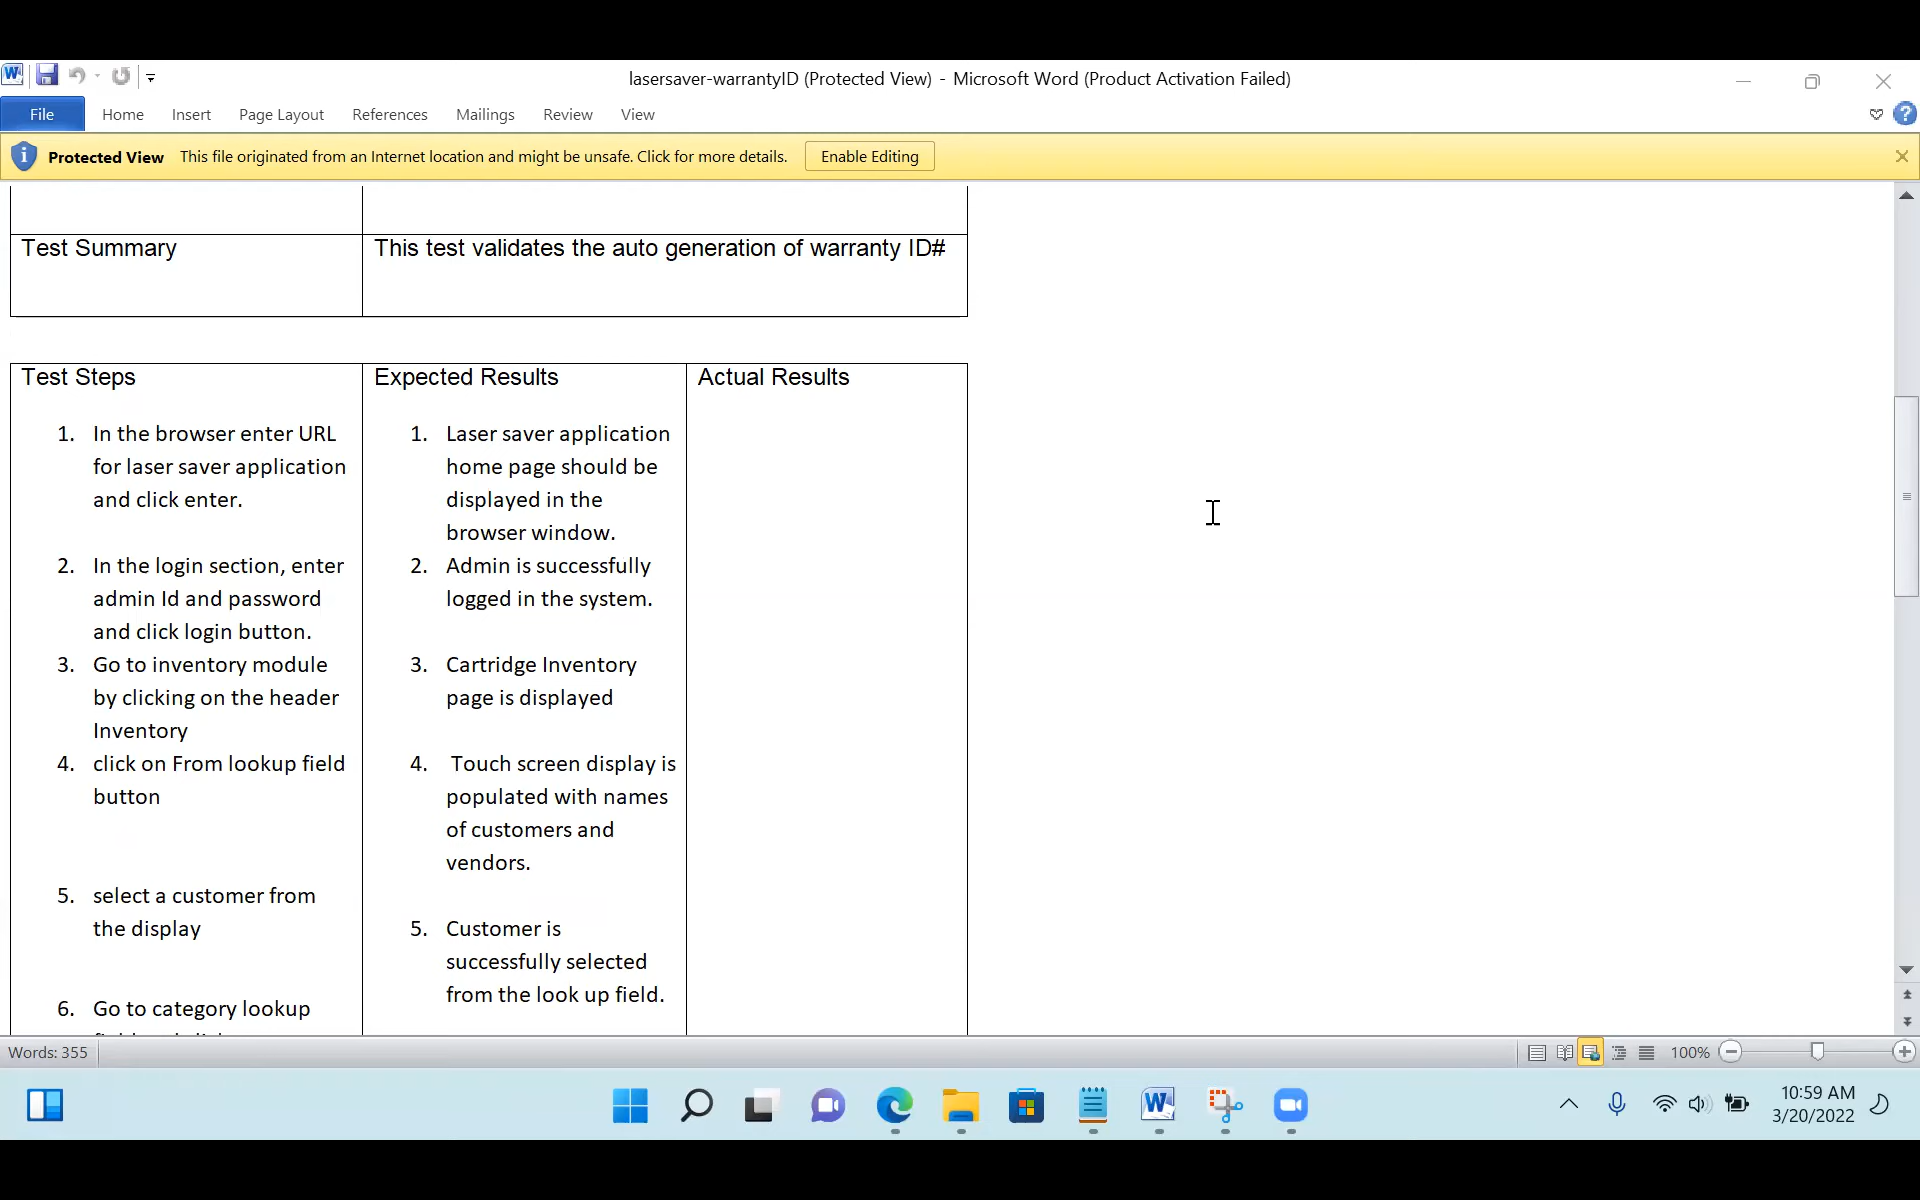 lasersaver-warrantyID (Protected View) - Microsoft Word (Product Activation Failed)
File Home Insert Page Layout References Mailings Review View
Protected View This file originated from an Internet location and might be unsafe. Click for more details. Enable Editing
Test Summary This test validates the auto generation of warranty ID#
Test Steps Expected Results Actual Results
1. In the browser enter URL
for laser saver application
and click enter.
2. In the login section, enter
admin Id and password
and click login button.
3. Go to inventory module
by clicking on the header
Inventory
4. click on From lookup field
button
5. select a customer from
the display
6. Go to category lookup
1. Laser saver application
home page should be
displayed in the
browser window.
2. Admin is successfully
logged in the system.
3. Cartridge Inventory
page is displayed
4. Touch screen display is
populated with names
of customers and
vendors.
5. Customer is
successfully selected
from the look up field.
Words: 355
100%
10:59 AM
3/20/2022